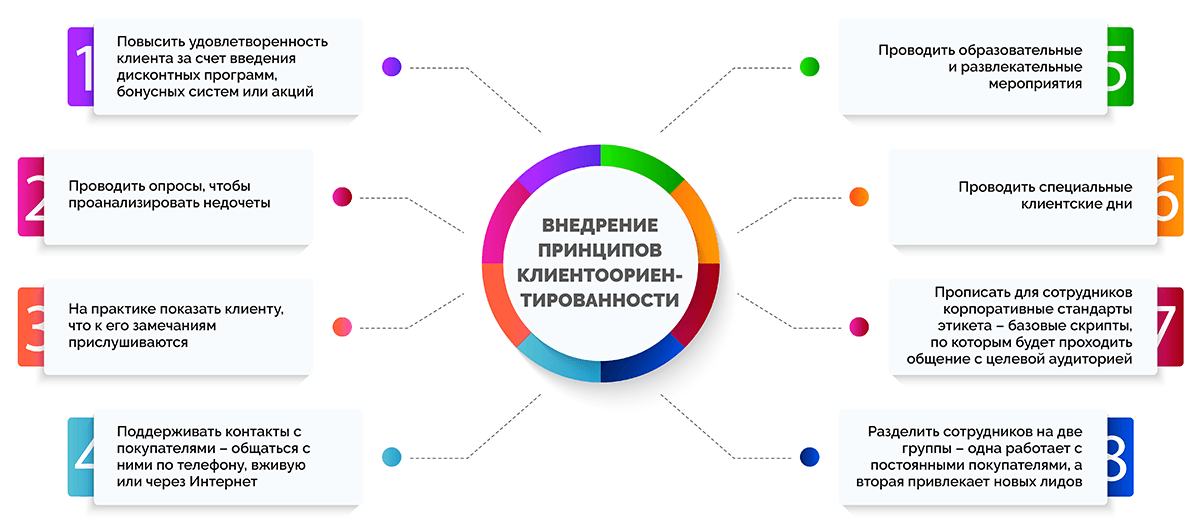 1
Повысить удовлетворенность
клиента за счет введения
дисконтных программ,
бонусных систем или акций
2
Проводить опросы, чтобы
проанализировать недочеты
3
На практике показать клиенту,
что к его замечаниям
прислушиваются
4
Поддерживать контакты с
покупателями – общаться с
ними по телефону, вживую
или через Интернет
ВНЕДРЕНИЕ
ПРИНЦИПОВ
КЛИЕНТООРИЕН-
ТИРОВАННОСТИ
5
Проводить образовательные
и развлекательные
мероприятия
6
Проводить специальные
клиентские дни
7
Прописать для сотрудников
корпоративные стандарты
этикета – базовые скрипты,
по которым будет проходить
общение с целевой аудиторией
8
Разделить сотрудников на две
группы – одна работает с
постоянными покупателями, а
вторая привлекает новых лидов